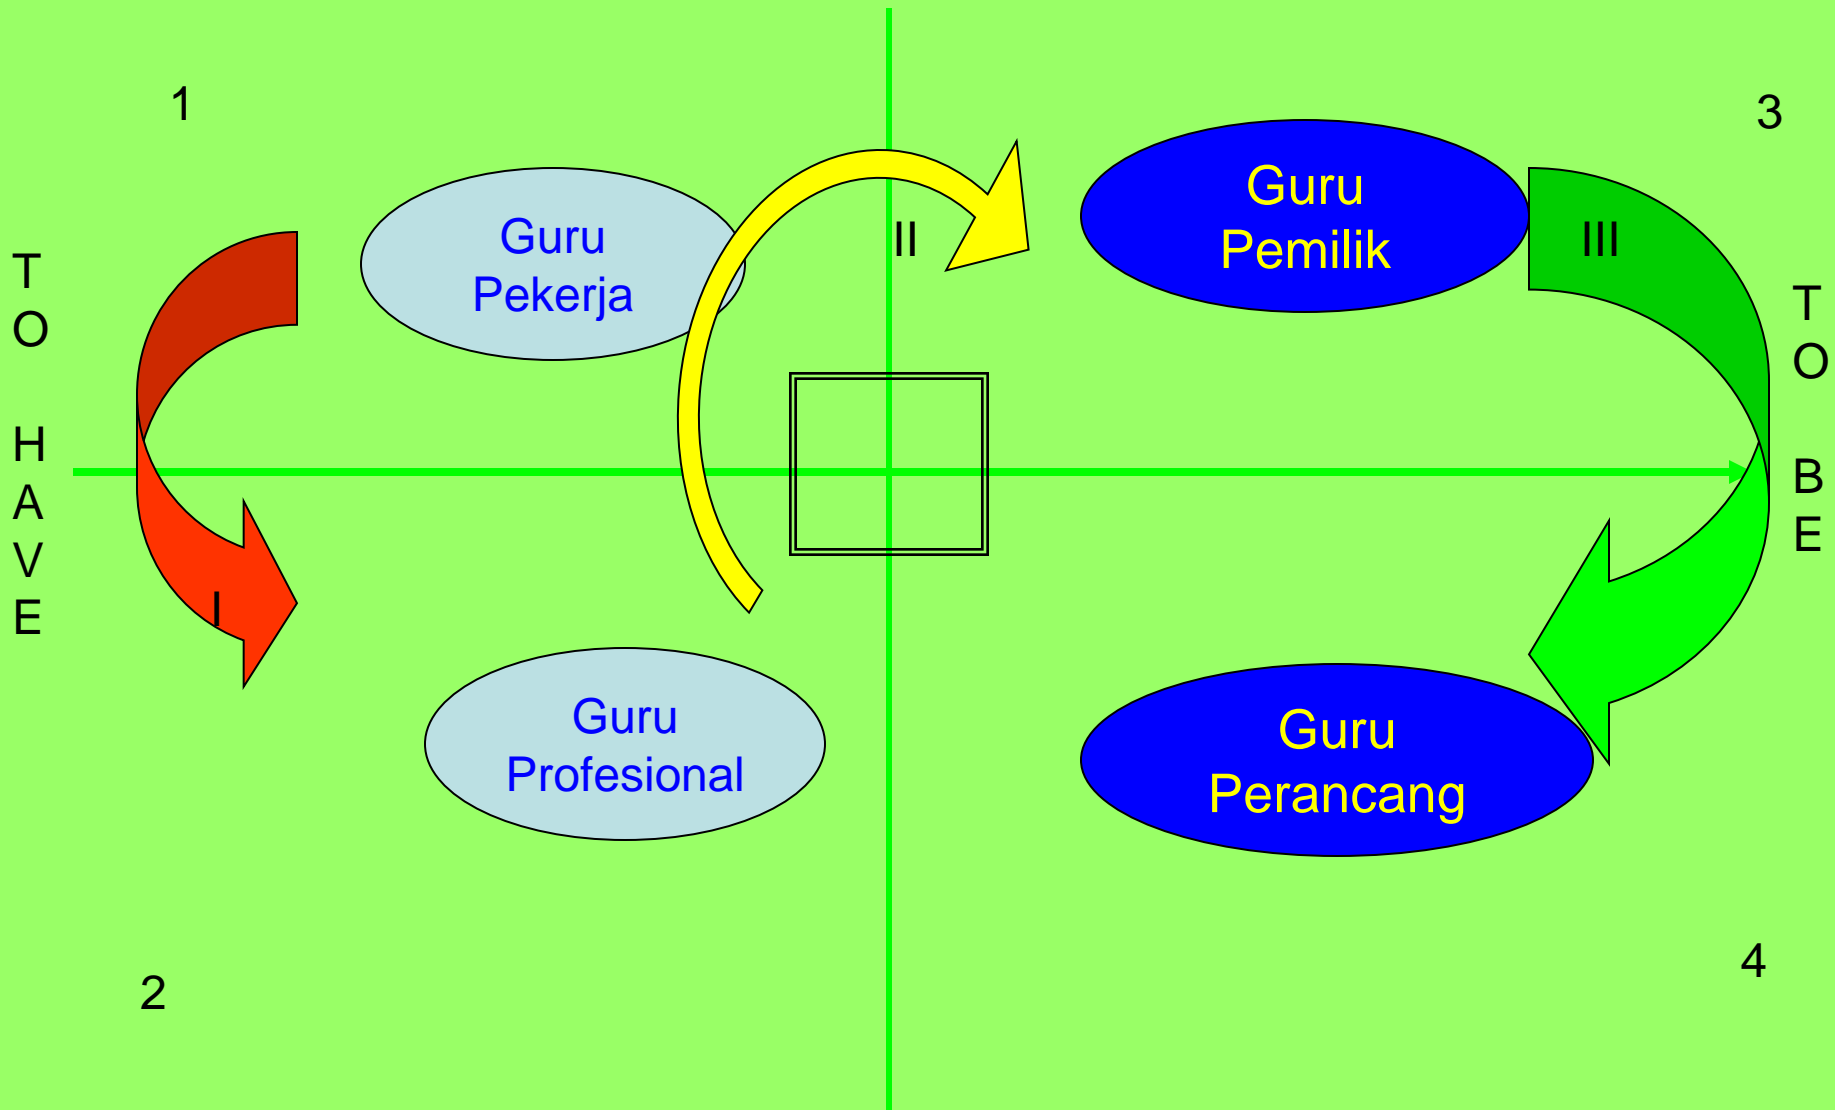 1
3
Guru
Pekerja
II
Guru
Pemilik
III
T
O
H
A
V
E
T
O
B
E
I
Guru
Profesional
Guru
Perancang
2
4